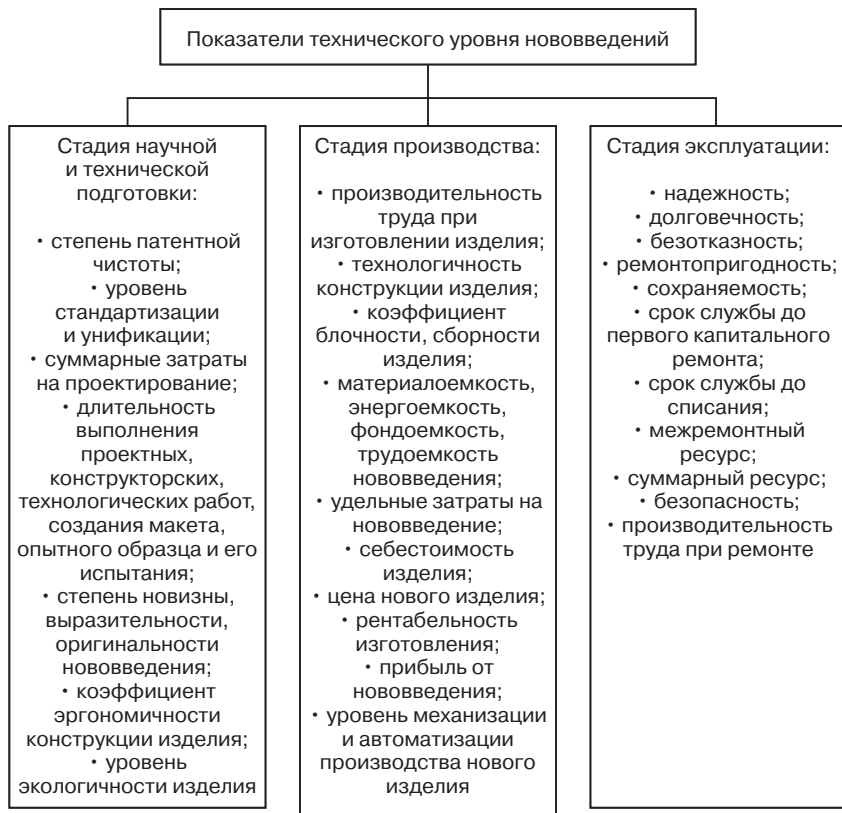 Показатели технического уровня нововведений
Стадия научной
и технической
подготовки:
• степень патентной
чистоты;
• уровень
стандартизации
и унификации;
• суммарные затраты
на проектирование;
• длительность
выполнения
проектных,
конструкторских,
технологических работ,
создания макета,
опытного образца и его
испытания;
• степень новизны,
выразительности,
оригинальности
нововведения;
• коэффициент
эргономичности
конструкции изделия;
• уровень
экологичности изделия
Стадия производства:
• производительность
труда при
изготовлении изделия;
• технологичность
конструкции изделия;
• коэффициент
блочности, сборности
изделия;
• материалоемкость,
энергоемкость,
фондоемкость,
трудоемкость
нововведения;
• удельные затраты на
нововведение;
• себестоимость
изделия;
• цена нового изделия;
• рентабельность
изготовления;
• прибыль от
нововведения;
• уровень механизации
и автоматизации
производства нового
изделия
Стадия эксплуатации:
• надежность;
• долговечность;
• безотказность;
• ремонтопригодность;
• сохраняемость;
• срок службы до
первого капитального
ремонта;
• срок службы до
списания;
• межремонтный
ресурс;
• суммарный ресурс;
• безопасность;
• производительность
труда при ремонте